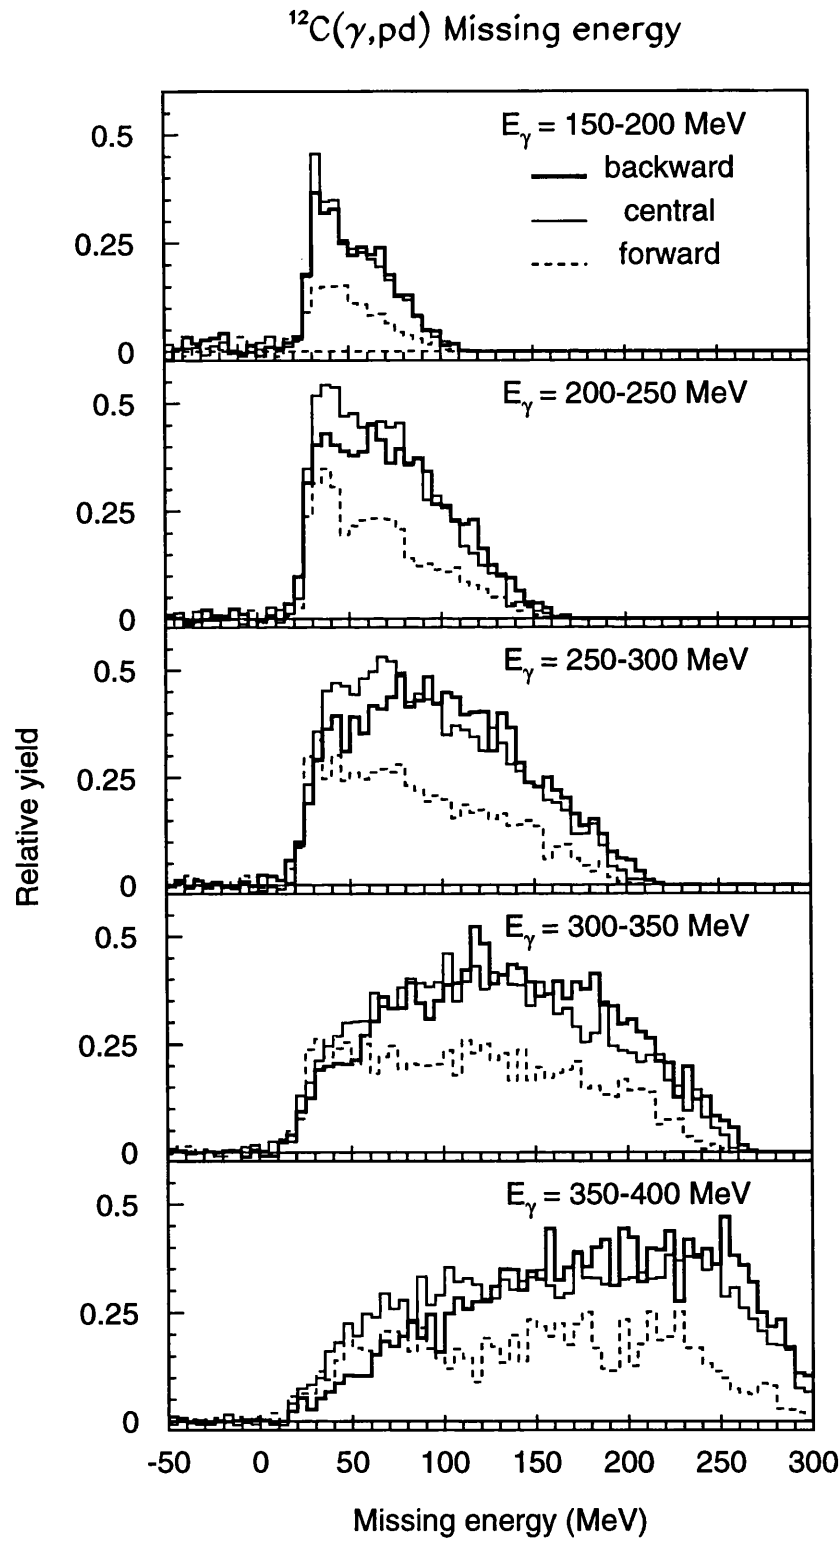 ¹²C(γ,pd) Missing energy
0.5
0.25
0
E_γ = 150-200 MeV
backward
central
forward
0.5
0.25
0
E_γ = 200-250 MeV
0.5
0.25
0
E_γ = 250-300 MeV
Relative yield
0.5
0.25
0
E_γ = 300-350 MeV
0.5
0.25
0
E_γ = 350-400 MeV
-50 0 50 100 150 200 250 300
Missing energy (MeV)